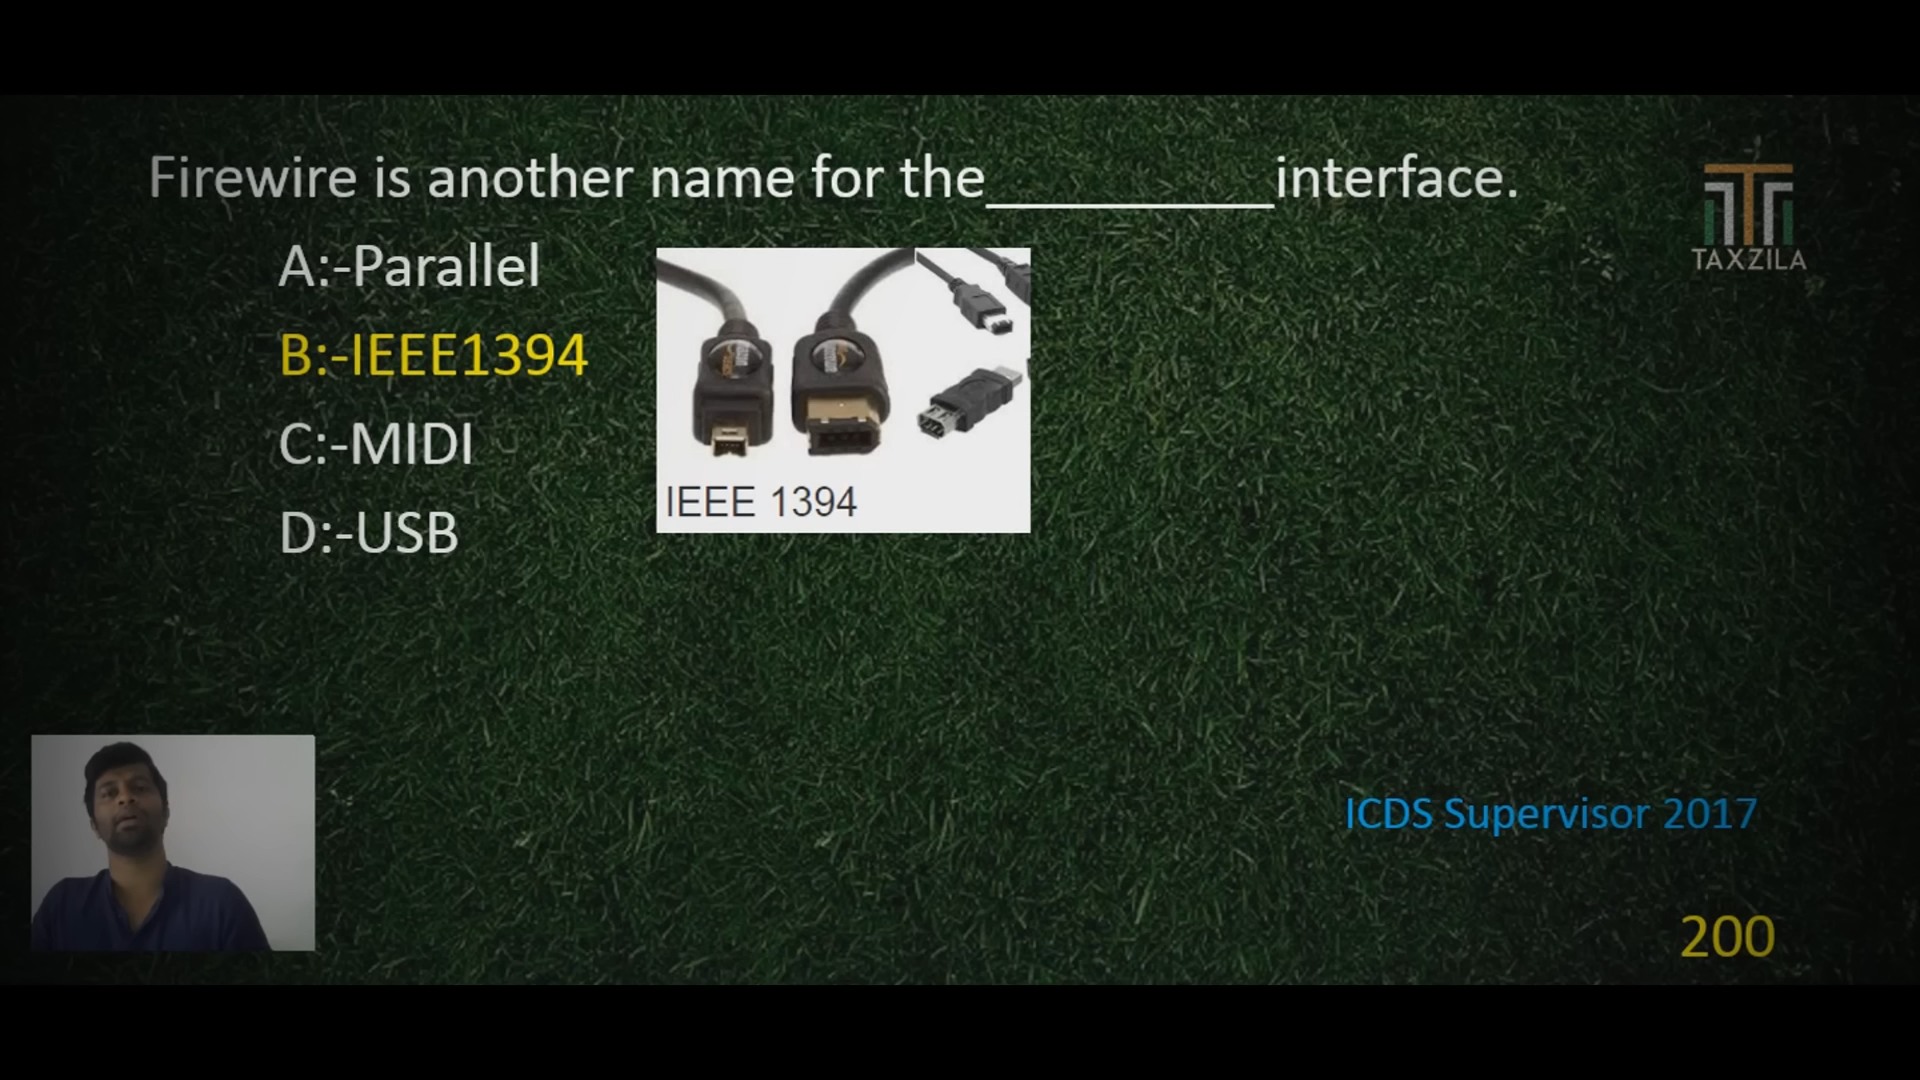 Firewire is another name for the__________interface.
A:-Parallel
B:-IEEE1394
C:-MIDI
D:-USB
IEEE 1394
TAXZILA
ICDS Supervisor 2017
200